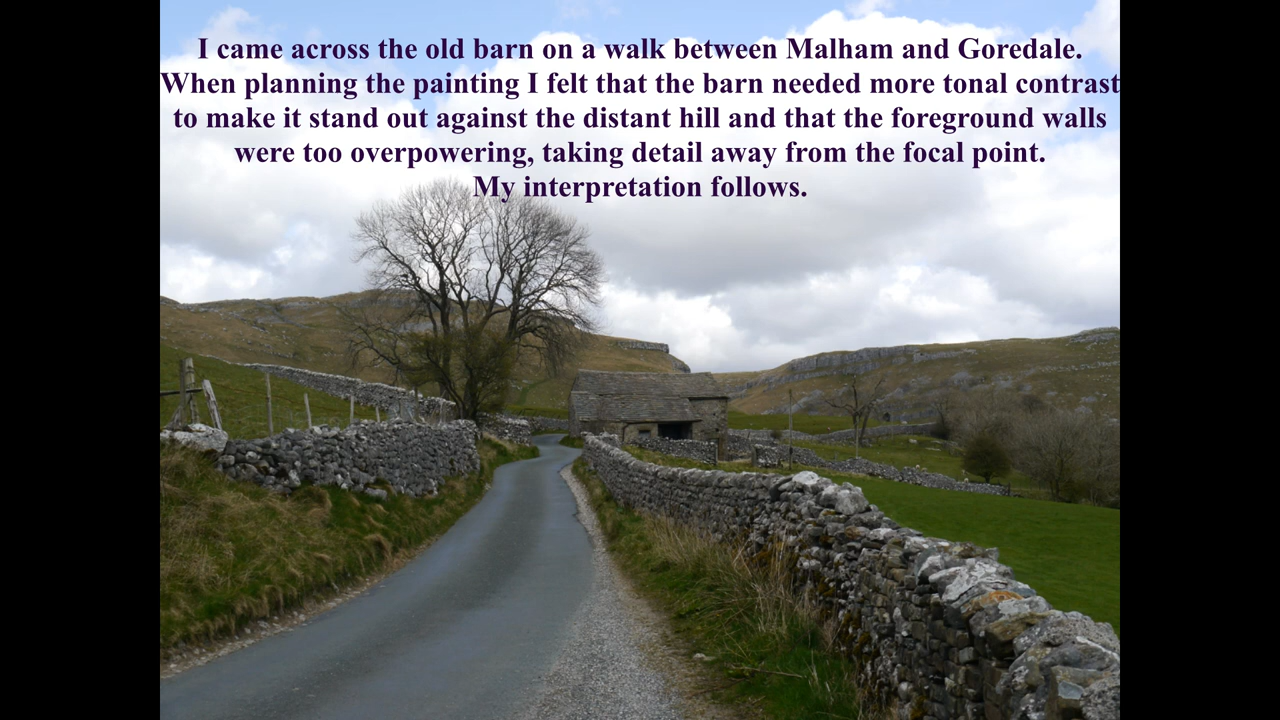 I came across the old barn on a walk between Malham and Goredale.
When planning the painting I felt that the barn needed more tonal contrast
to make it stand out against the distant hill and that the foreground walls
were too overpowering, taking detail away from the focal point.
My interpretation follows.